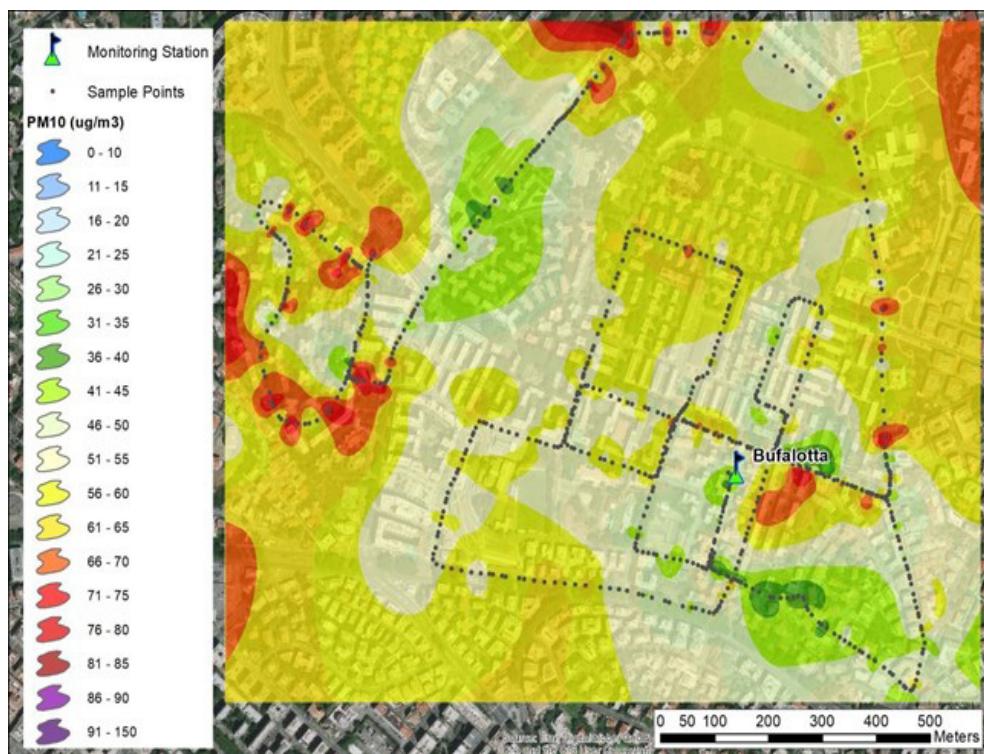 Monitoring Station
Sample Points
PM10 (ug/m3)
0 - 10
11 - 15
16 - 20
21 - 25
26 - 30
31 - 35
36 - 40
41 - 45
46 - 50
51 - 55
56 - 60
61 - 65
66 - 70
71 - 75
76 - 80
81 - 85
86 - 90
91 - 150
Bufalotta
0 50 100 200 300 400 500
Meters